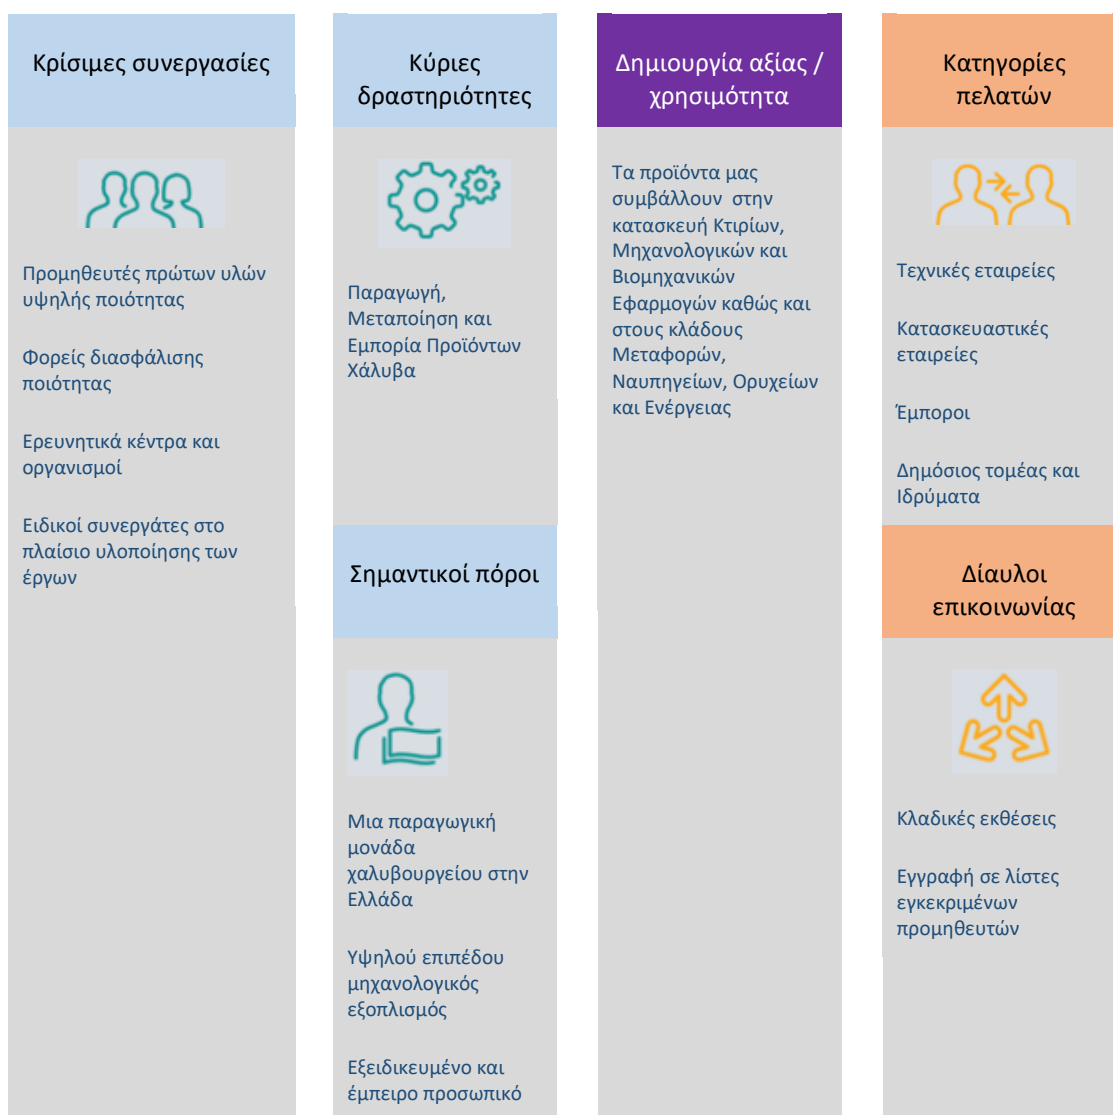 Κρίσιμες συνεργασίες
Προμηθευτές πρώτων υλών
υψηλής ποιότητας
Φορείς διασφάλισης
ποιότητας
Ερευνητικά κέντρα και
οργανισμοί
Ειδικοί συνεργάτες στο
πλαίσιο υλοποίησης των
έργων
Κύριες
δραστηριότητες
Παραγωγή,
Μεταποίηση και
Εμπορία Προϊόντων
Χάλυβα
Σημαντικοί πόροι
Μια παραγωγική
μονάδα
χαλυβουργείου στην
Ελλάδα
Υψηλού επιπέδου
μηχανολογικός
εξοπλισμός
Εξειδικευμένο και
έμπειρο προσωπικό
Δημιουργία αξίας /
χρησιμότητα
Τα προϊόντα μας
συμβάλλουν στην
κατασκευή Κτιρίων,
Μηχανολογικών και
Βιομηχανικών
Εφαρμογών καθώς και
στους κλάδους
Μεταφορών,
Ναυπηγείων, Ορυχείων
και Ενέργειας
Κατηγορίες
πελατών
Τεχνικές εταιρείες
Κατασκευαστικές
εταιρείες
Έμποροι
Δημόσιος τομέας και
Ιδρύματα
Δίαυλοι
επικοινωνίας
Κλαδικές εκθέσεις
Εγγραφή σε λίστες
εγκεκριμένων
προμηθευτών